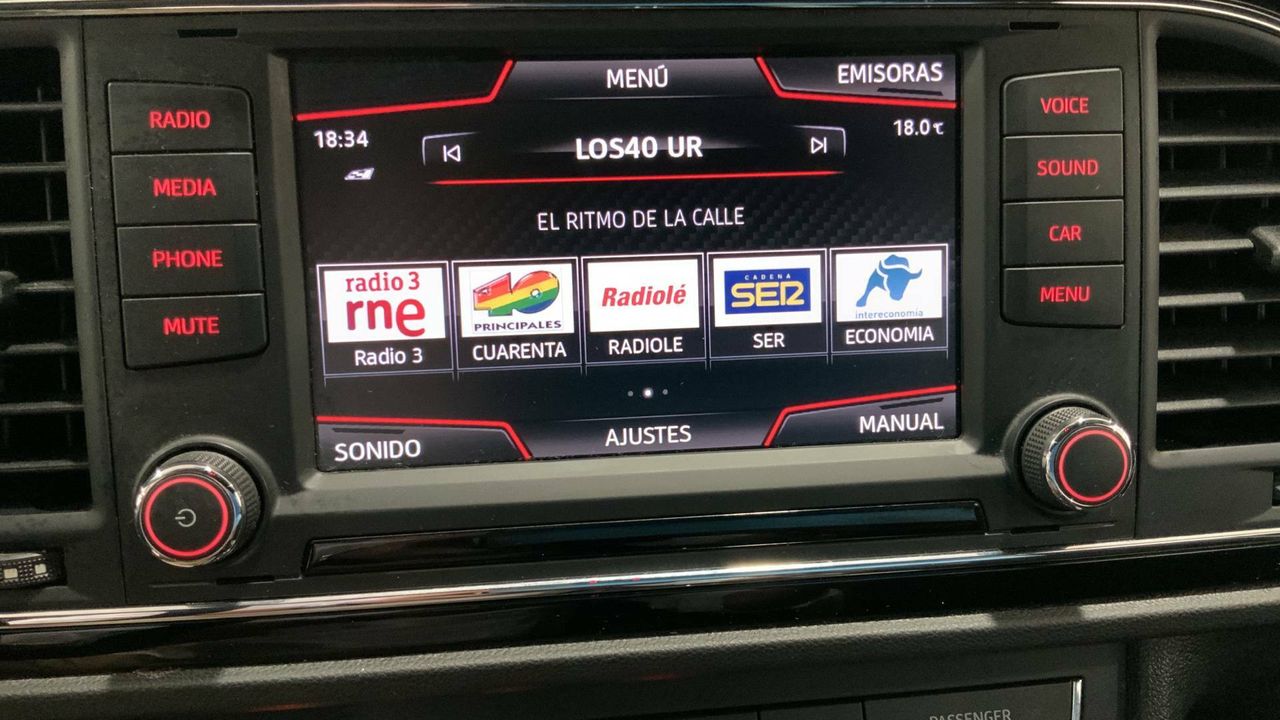 MENÚ
EMISORAS
RADIO
MEDIA
PHONE
MUTE
18:34
LOS40 UR
18.0℃
EL RITMO DE LA CALLE
radio 3
rne
Radio 3
40
PRINCIPALES
CUARENTA
Radiolé
RADIOLE
CADENA
SER
SER
intereconomía
ECONOMIA
SONIDO
AJUSTES
MANUAL
VOICE
SOUND
CAR
MENU
PASSENGER